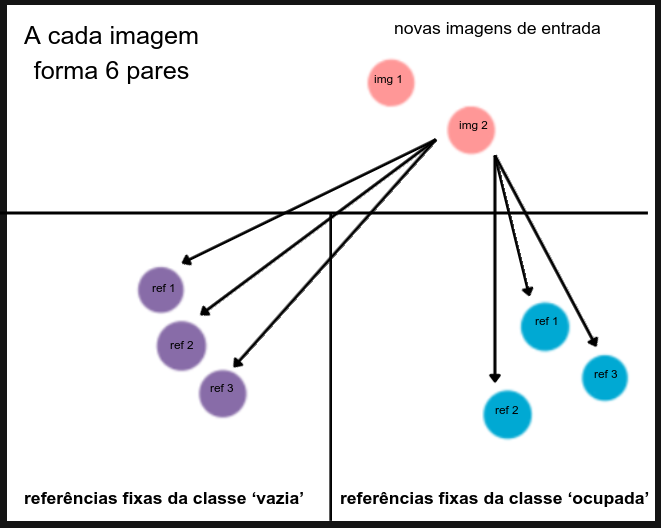 A cada imagem
forma 6 pares
novas imagens de entrada
img 1
img 2
ref 1
ref 2
ref 3
ref 1
ref 3
ref 2
referências fixas da classe ‘vazia’
referências fixas da classe ‘ocupada’